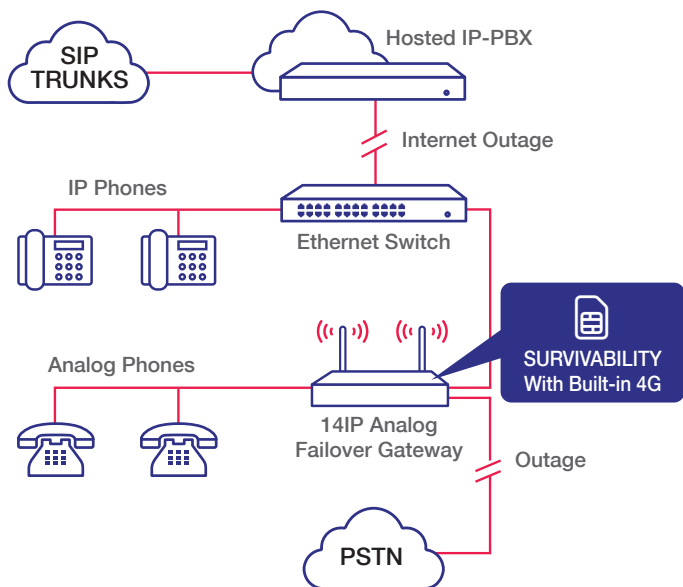 Hosted IP-PBX
SIP
TRUNKS
Internet Outage
IP Phones
Ethernet Switch
SURVIVABILITY
With Built-in 4G
Analog Phones
14IP Analog
Failover Gateway
Outage
PSTN